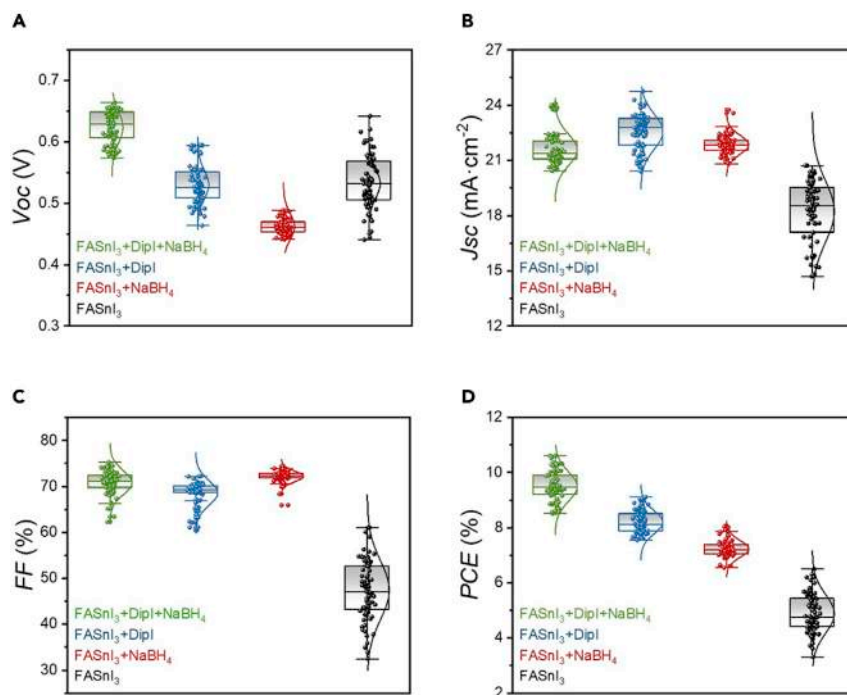 A
Voc (V)
0.7
0.6
0.5
0.4
0.3
FASnI₃+DipI+NaBH₄
FASnI₃+DipI
FASnI₃+NaBH₄
FASnI₃
B
Jsc (mA·cm⁻²)
27
24
21
18
15
12
FASnI₃+DipI+NaBH₄
FASnI₃+DipI
FASnI₃+NaBH₄
FASnI₃
C
FF (%)
80
70
60
50
40
30
FASnI₃+DipI+NaBH₄
FASnI₃+DipI
FASnI₃+NaBH₄
FASnI₃
D
PCE (%)
12
10
8
6
4
2
FASnI₃+DipI+NaBH₄
FASnI₃+DipI
FASnI₃+NaBH₄
FASnI₃